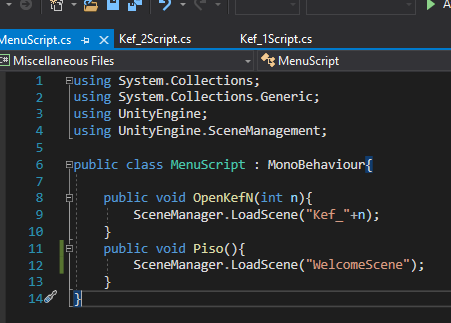 MenuScript.cs
Kef_2Script.cs
Kef_1Script.cs
Miscellaneous Files
MenuScript
1 using System.Collections;
2 using System.Collections.Generic;
3 using UnityEngine;
4 using UnityEngine.SceneManagement;
5
6 public class MenuScript : MonoBehaviour{
7
8 public void OpenKefN(int n){
9 SceneManager.LoadScene("Kef_"+n);
10 }
11 public void Piso(){
12 SceneManager.LoadScene("WelcomeScene");
13 }
14 }